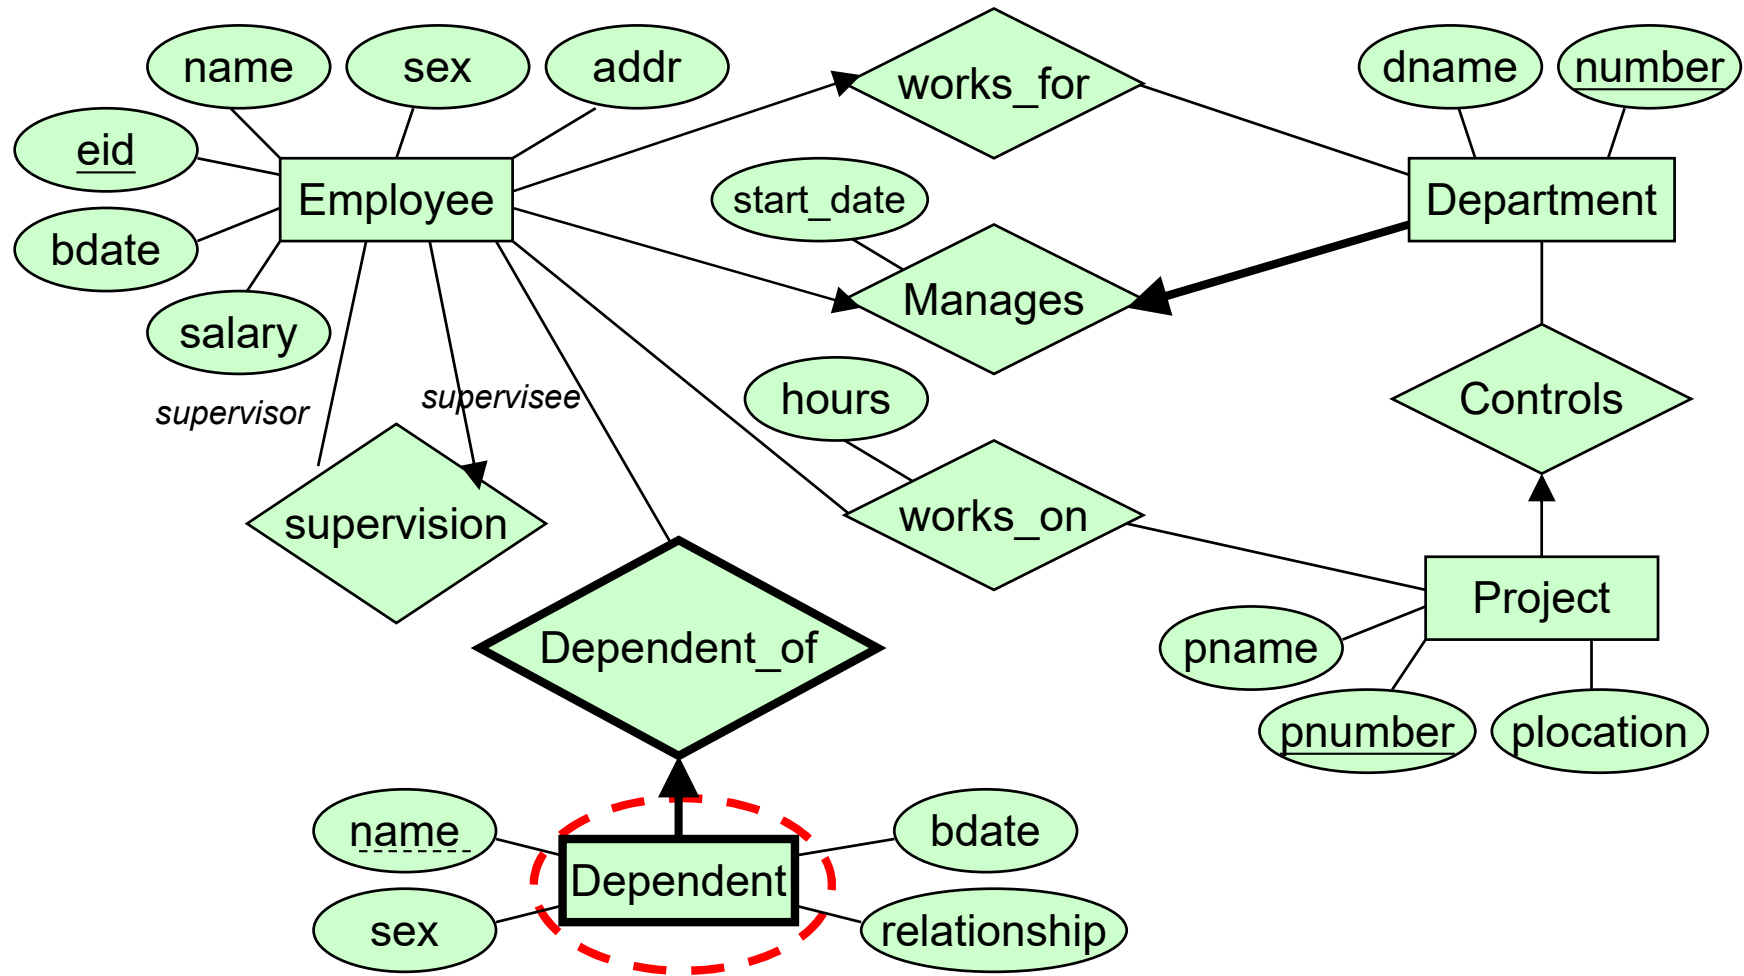 name
sex
addr
works_for
dname
number
eid
Employee
start_date
Department
bdate
Manages
salary
supervisor
supervisee
hours
Controls
supervision
works_on
Project
Dependent_of
pname
pnumber
plocation
name
bdate
Dependent
sex
relationship